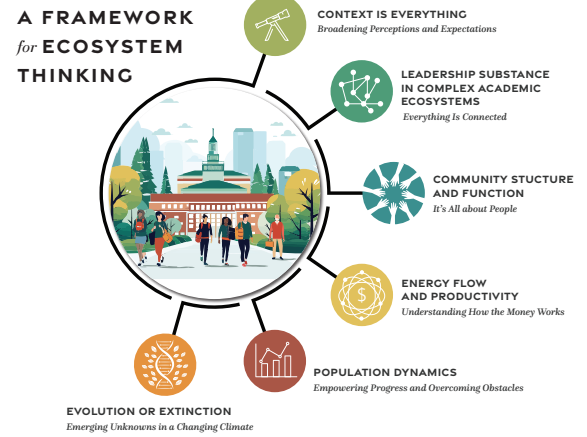 A FRAMEWORK
for ECOSYSTEM
THINKING
CONTEXT IS EVERYTHING
Broadening Perceptions and Expectations
LEADERSHIP SUBSTANCE
IN COMPLEX ACADEMIC
ECOSYSTEMS
Everything Is Connected
COMMUNITY STUCTURE
AND FUNCTION
It's All about People
$
ENERGY FLOW
AND PRODUCTIVITY
Understanding How the Money Works
POPULATION DYNAMICS
Empowering Progress and Overcoming Obstacles
EVOLUTION OR EXTINCTION
Emerging Unknowns in a Changing Climate